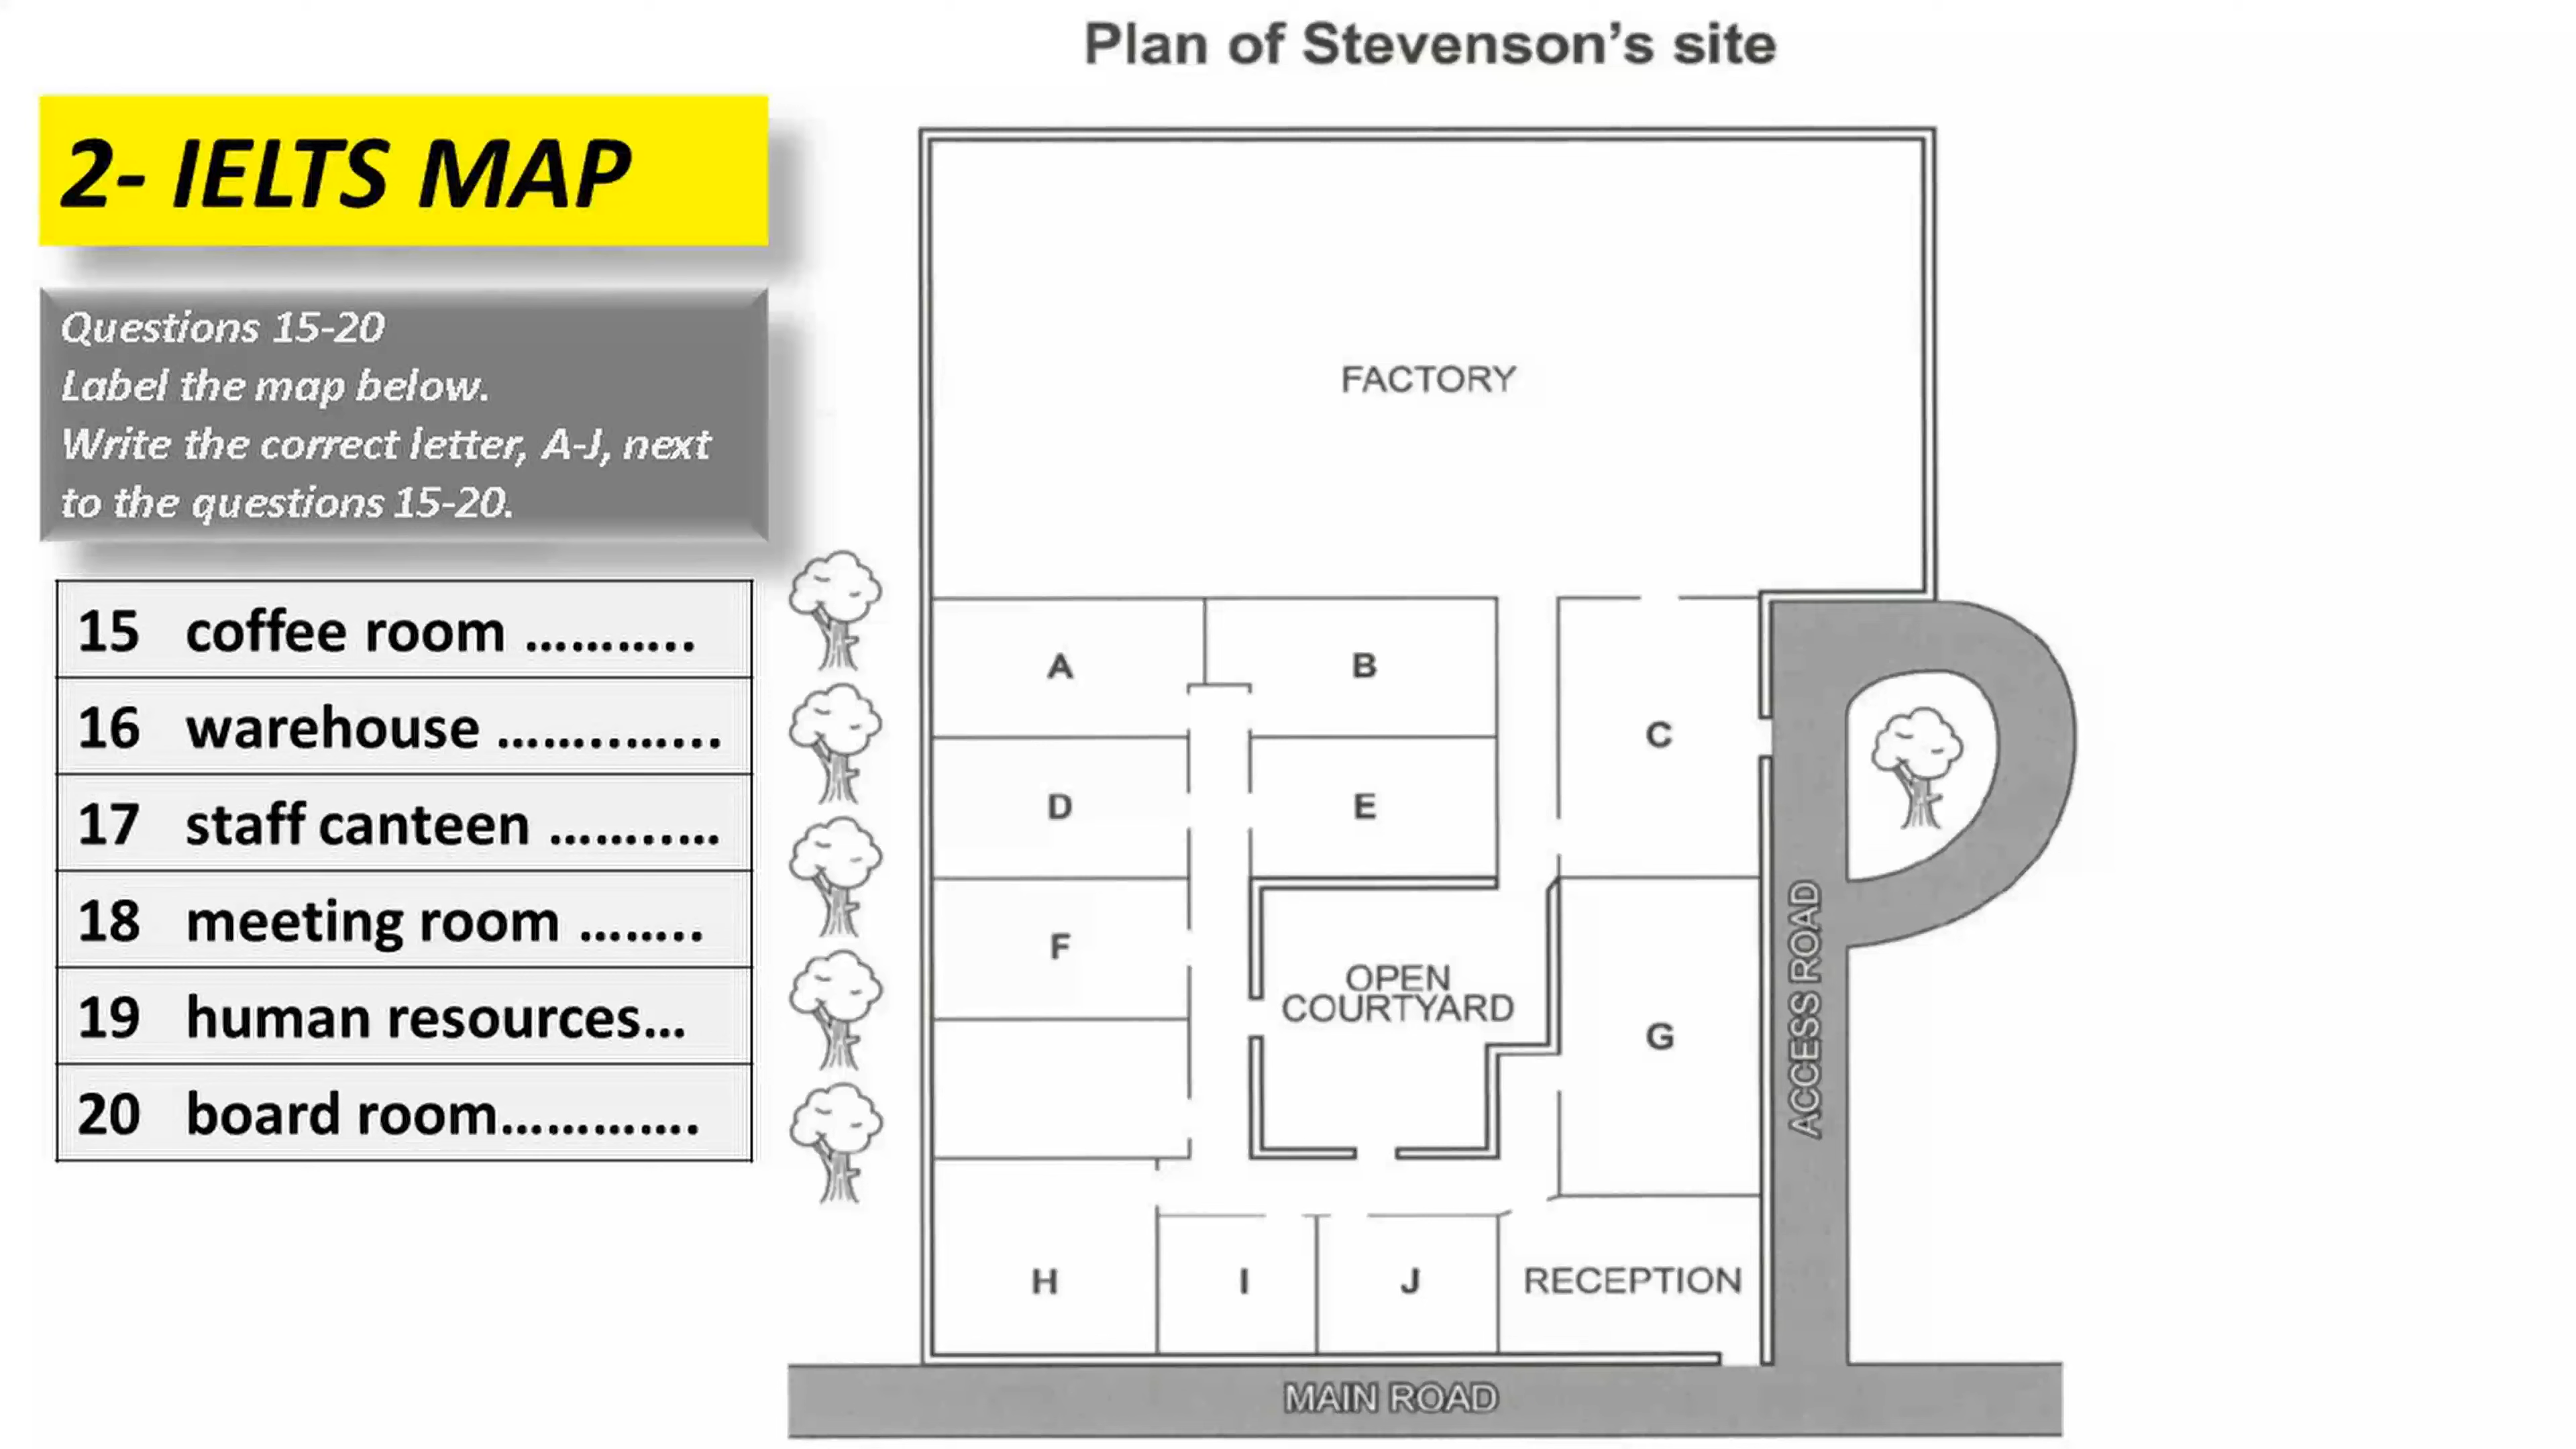 Plan of Stevenson's site
2- IELTS MAP
Questions 15-20
Label the map below.
Write the correct letter, A-J, next
to the questions 15-20.
15 coffee room ………..
16 warehouse ……..…...
17 staff canteen ……..…
18 meeting room ……..
19 human resources…
20 board room………….
FACTORY
A
B
C
D
E
F
OPEN
COURTYARD
G
ACCESS ROAD
H
I
J
RECEPTION
MAIN ROAD